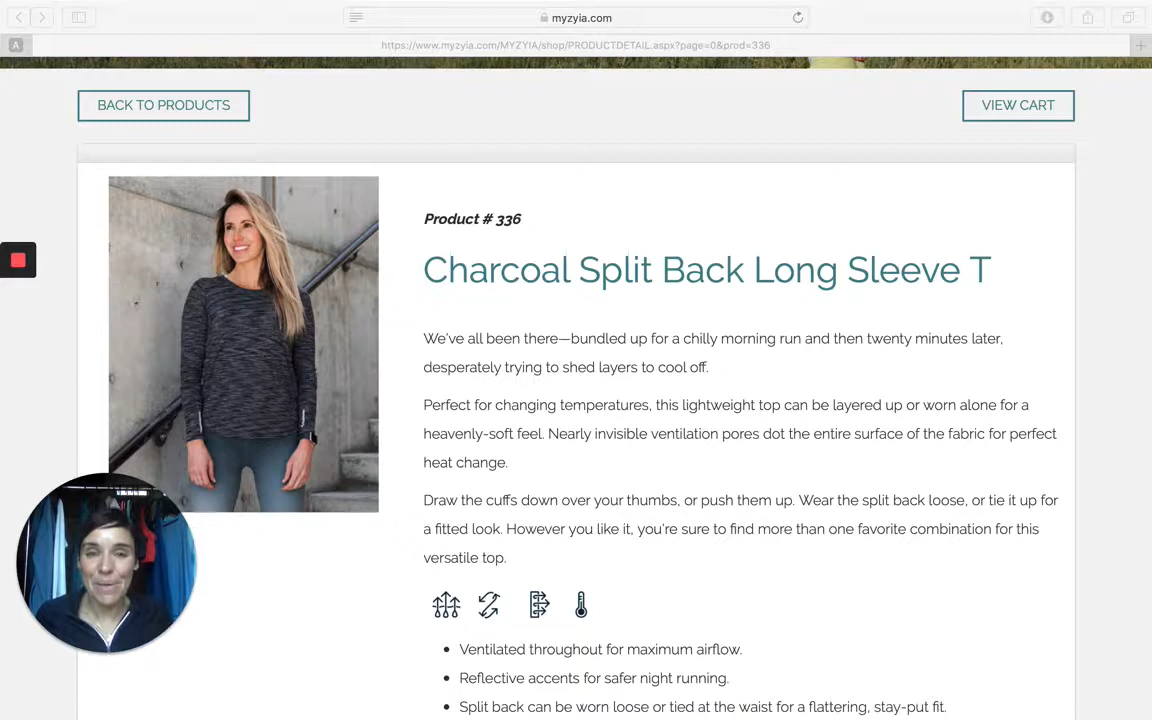 myzyia.com
A
https://www.myzyia.com/MYZYIA/shop/PRODUCTDETAIL.aspx?page=0&prod=336
BACK TO PRODUCTS
VIEW CART
Product # 336
Charcoal Split Back Long Sleeve T
We've all been there—bundled up for a chilly morning run and then twenty minutes later,
desperately trying to shed layers to cool off.
Perfect for changing temperatures, this lightweight top can be layered up or worn alone for a
heavenly-soft feel. Nearly invisible ventilation pores dot the entire surface of the fabric for perfect
heat change.
Draw the cuffs down over your thumbs, or push them up. Wear the split back loose, or tie it up for
a fitted look. However you like it, you're sure to find more than one favorite combination for this
versatile top.
Ventilated throughout for maximum airflow.
Reflective accents for safer night running.
Split back can be worn loose or tied at the waist for a flattering, stay-put fit.